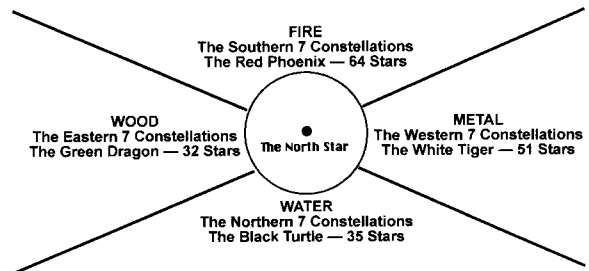 FIRE
The Southern 7 Constellations
The Red Phoenix — 64 Stars
WOOD
The Eastern 7 Constellations
The Green Dragon — 32 Stars
The North Star
METAL
The Western 7 Constellations
The White Tiger — 51 Stars
WATER
The Northern 7 Constellations
The Black Turtle — 35 Stars